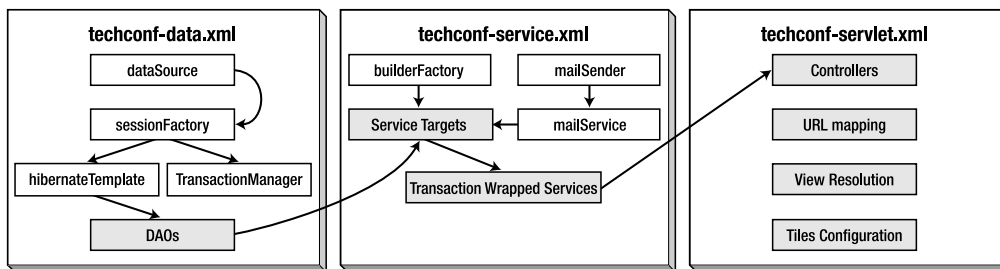 techconf-data.xml
dataSource
sessionFactory
hibernateTemplate
TransactionManager
DAOs
techconf-service.xml
builderFactory
mailSender
Service Targets
mailService
Transaction Wrapped Services
techconf-servlet.xml
Controllers
URL mapping
View Resolution
Tiles Configuration